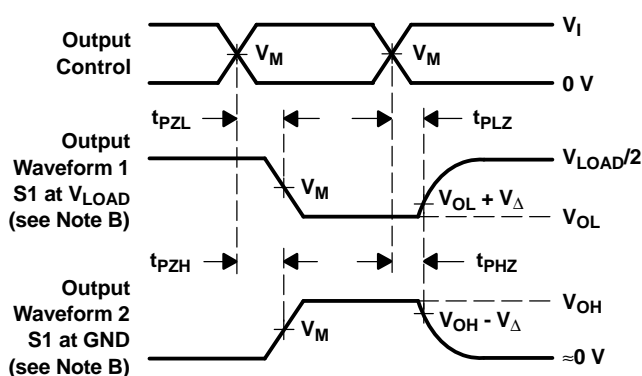 Output
Control
V_I
V_M
V_M
0 V
t_PZL
t_PLZ
Output
Waveform 1
S1 at V_LOAD
(see Note B)
V_LOAD/2
V_M
V_OL + V_Δ
V_OL
t_PZH
t_PHZ
Output
Waveform 2
S1 at GND
(see Note B)
V_OH
V_OH - V_Δ
V_M
≈0 V